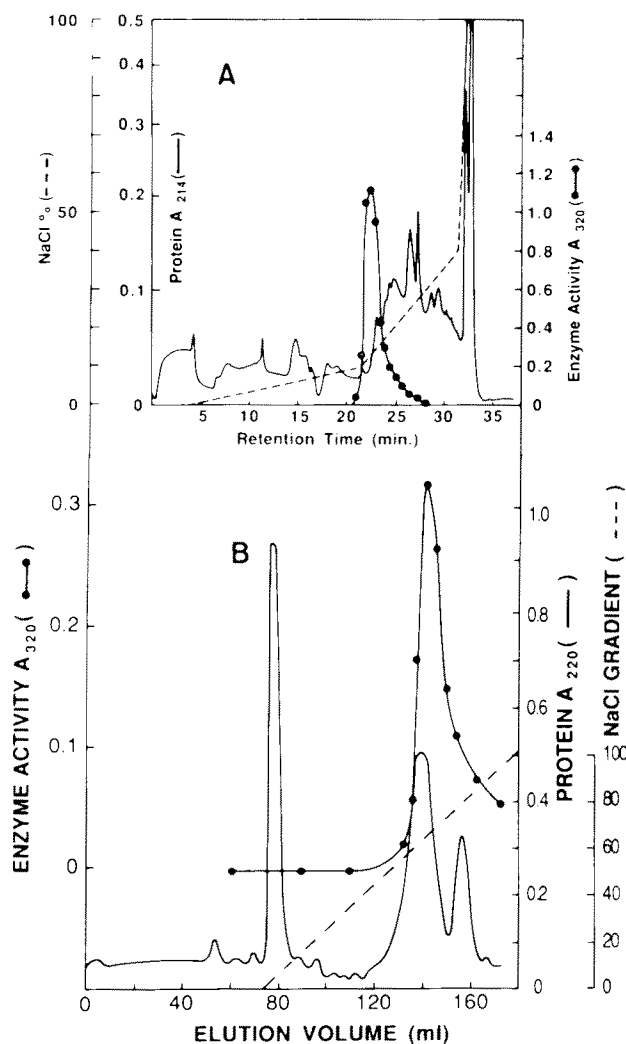 A
NaCl % (---)
100
50
0
Protein A 214 (—)
0.5
0.4
0.3
0.2
0.1
0
Enzyme Activity A 320 (●—●)
1.4
1.2
1.0
0.8
0.6
0.4
0.2
0
5 10 15 20 25 30 35
Retention Time (min.)
B
ENZYME ACTIVITY A320 (●—●)
0.3
0.2
0.1
0
PROTEIN A 220 (—)
1.0
0.8
0.6
0.4
0.2
0
NaCl GRADIENT (---)
100
80
60
40
20
0
0 40 80 120 160
ELUTION VOLUME (ml)